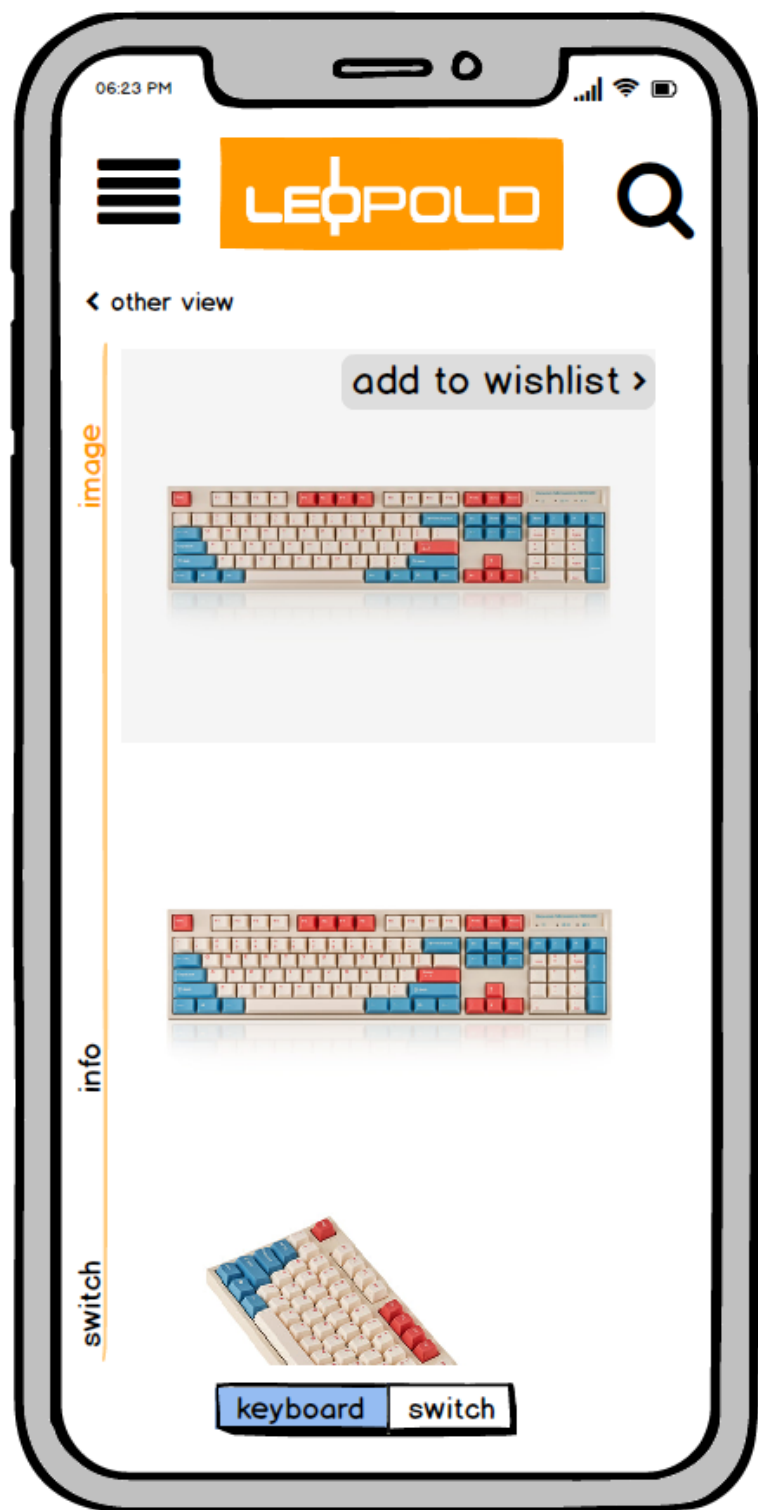 06:23 PM
LEOPOLD
other view
add to wishlist
image
info
switch
keyboard
switch